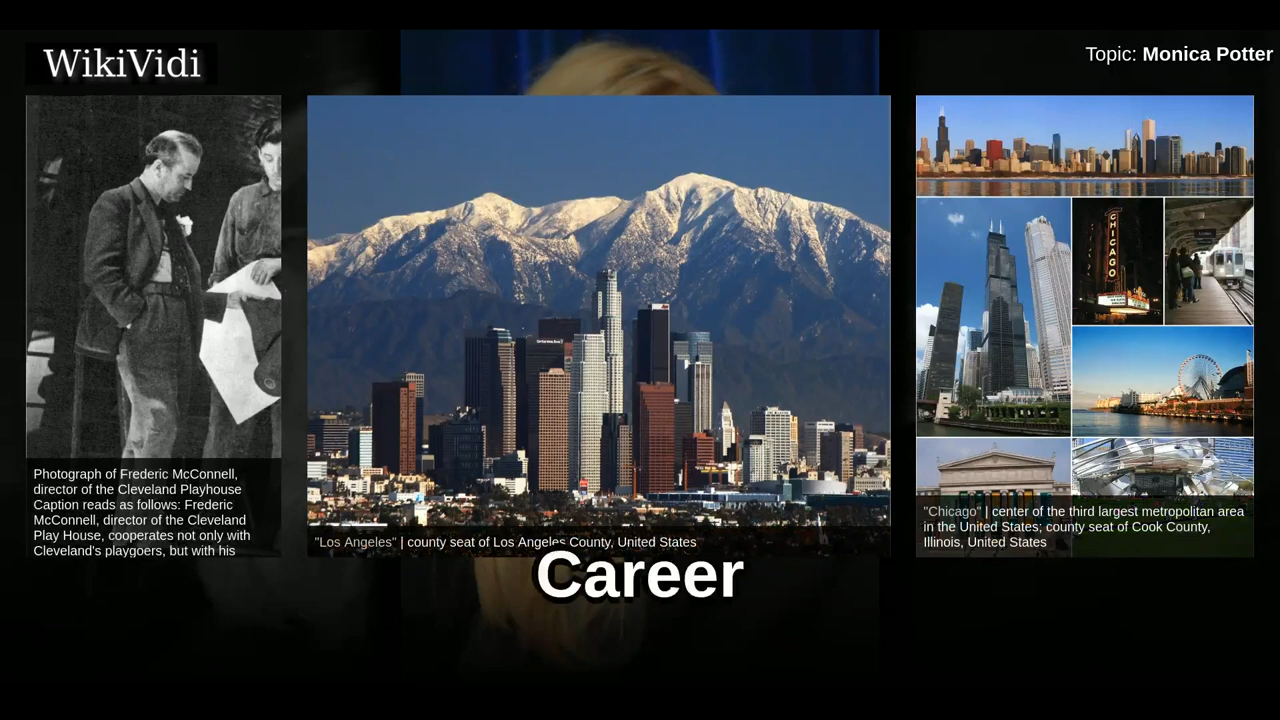 WikiVidi
Topic: Monica Potter
Photograph of Frederic McConnell,
director of the Cleveland Playhouse
Caption reads as follows: Frederic
McConnell, director of the Cleveland
Play House, cooperates not only with
Cleveland's playgoers, but with his
"Los Angeles" | county seat of Los Angeles County, United States
CHICAGO
"Chicago" | center of the third largest metropolitan area
in the United States; county seat of Cook County,
Illinois, United States
Career